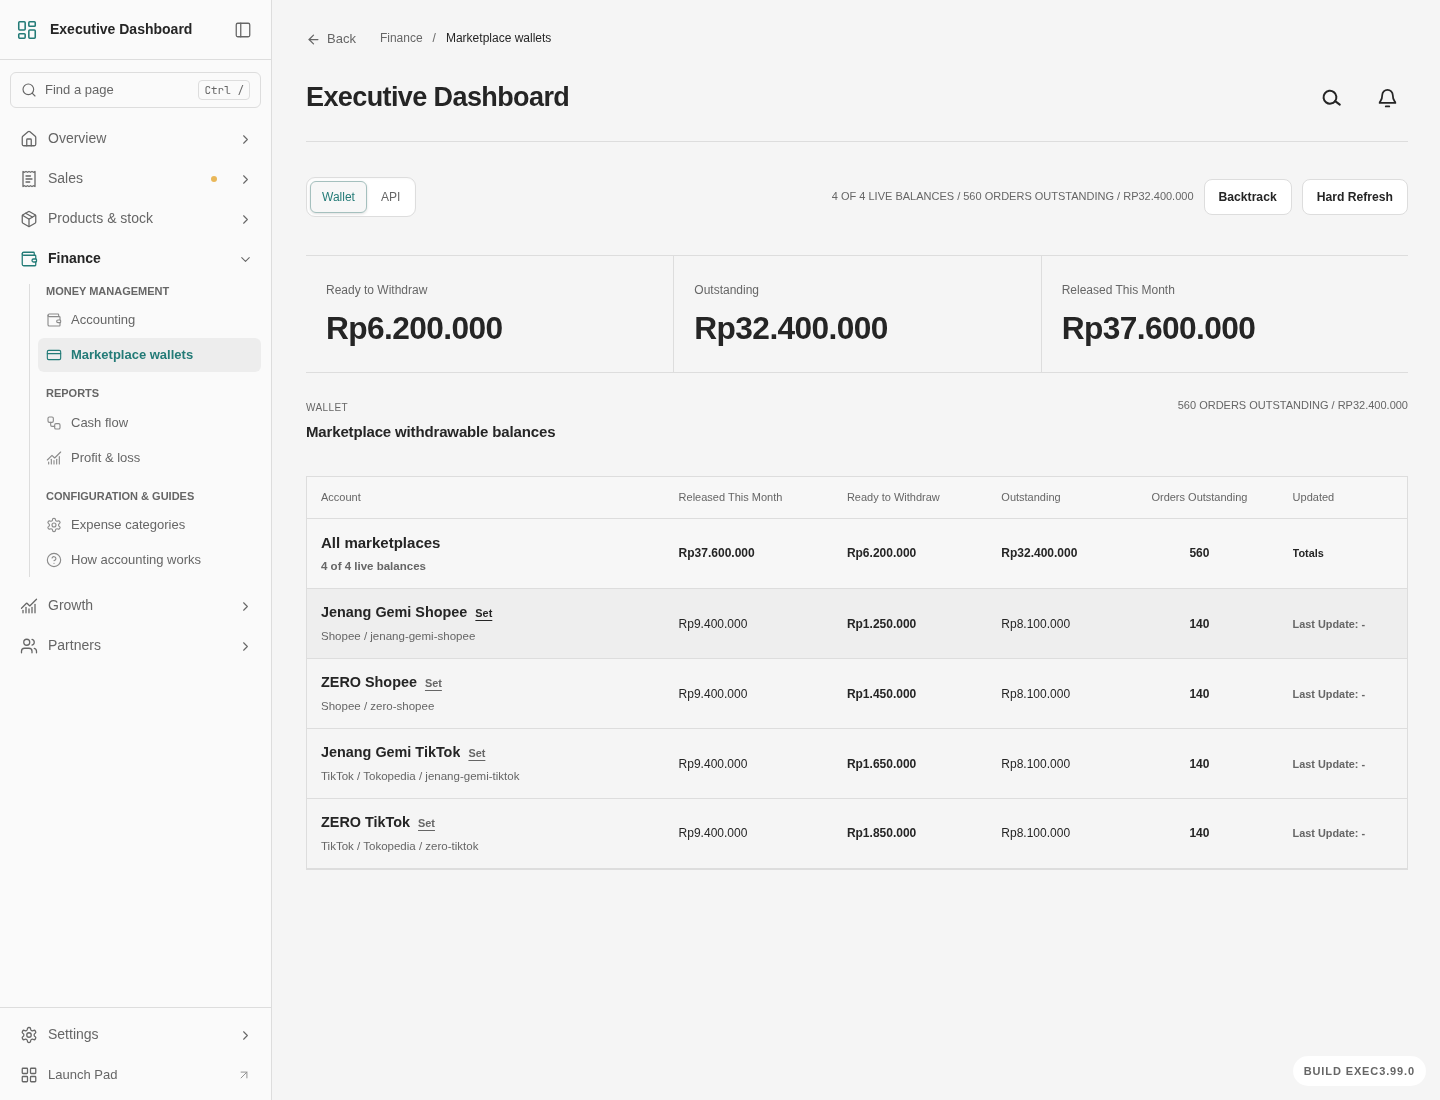 Executive Dashboard
Find a page
Ctrl /
Overview
Sales
Products & stock
Finance
MONEY MANAGEMENT
Accounting
Marketplace wallets
REPORTS
Cash flow
Profit & loss
CONFIGURATION & GUIDES
Expense categories
How accounting works
Growth
Partners
Settings
Launch Pad
Back Finance / Marketplace wallets
Executive Dashboard
Wallet API
4 OF 4 LIVE BALANCES / 560 ORDERS OUTSTANDING / RP32.400.000
Backtrack
Hard Refresh
Ready to Withdraw
Rp6.200.000
Outstanding
Rp32.400.000
Released This Month
Rp37.600.000
WALLET
Marketplace withdrawable balances
560 ORDERS OUTSTANDING / RP32.400.000
Account Released This Month Ready to Withdraw Outstanding Orders Outstanding Updated
All marketplaces
4 of 4 live balances
Rp37.600.000 Rp6.200.000 Rp32.400.000 560 Totals
Jenang Gemi Shopee Set
Shopee / jenang-gemi-shopee
Rp9.400.000 Rp1.250.000 Rp8.100.000 140 Last Update: -
ZERO Shopee Set
Shopee / zero-shopee
Rp9.400.000 Rp1.450.000 Rp8.100.000 140 Last Update: -
Jenang Gemi TikTok Set
TikTok / Tokopedia / jenang-gemi-tiktok
Rp9.400.000 Rp1.650.000 Rp8.100.000 140 Last Update: -
ZERO TikTok Set
TikTok / Tokopedia / zero-tiktok
Rp9.400.000 Rp1.850.000 Rp8.100.000 140 Last Update: -
BUILD EXEC3.99.0